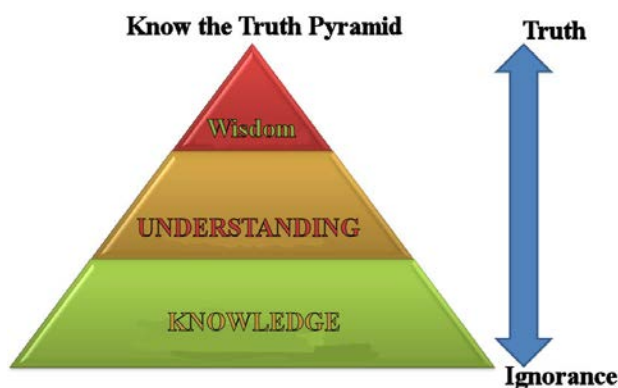 Know the Truth Pyramid
Truth
Wisdom
UNDERSTANDING
KNOWLEDGE
Ignorance